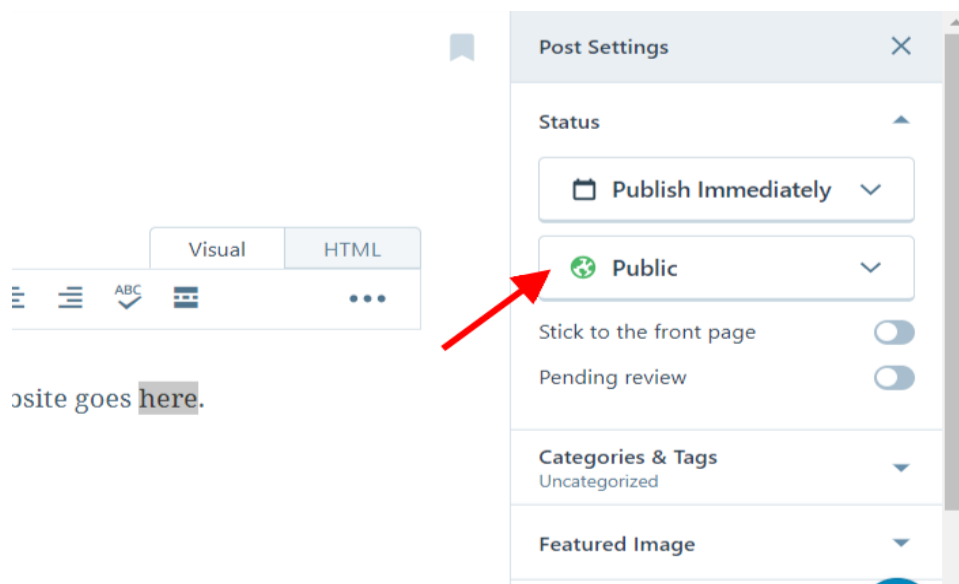 Post Settings
Status
Publish Immediately
Visual HTML
Public
ABC
Stick to the front page
Pending review
goes here.
Categories & Tags
Uncategorized
Featured Image